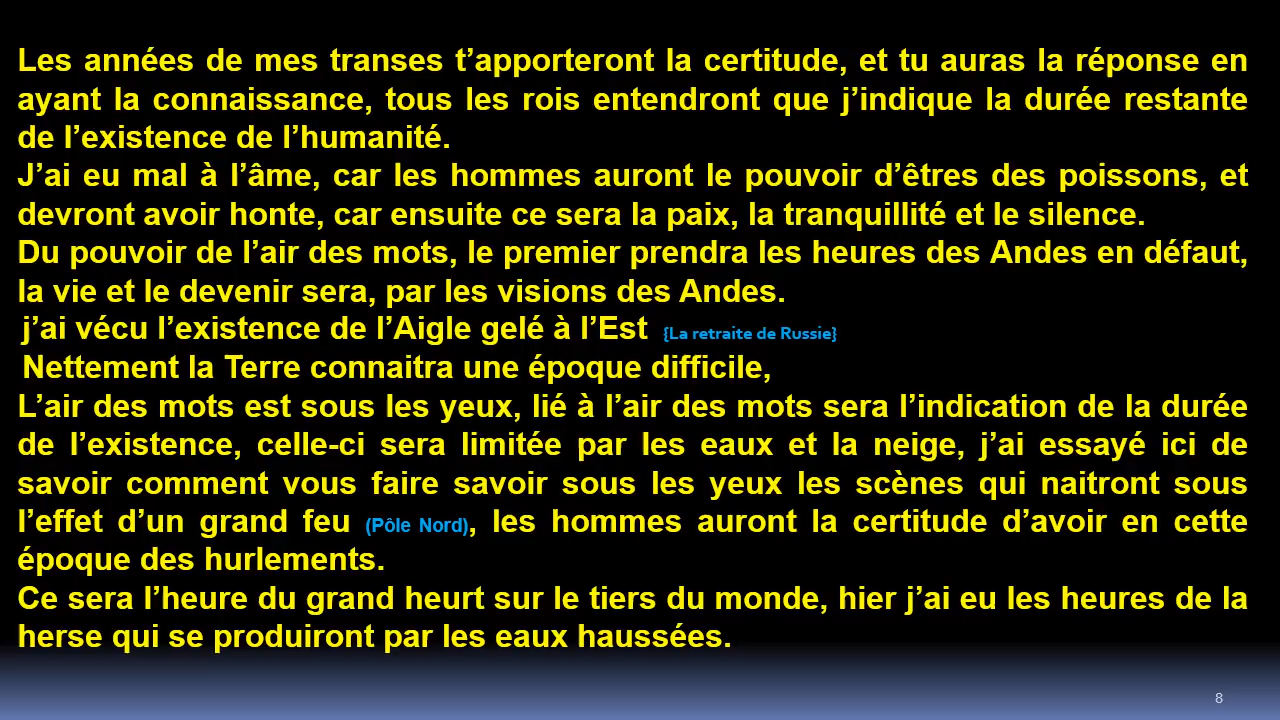 Les années de mes transes t’apporteront la certitude, et tu auras la réponse en
ayant la connaissance, tous les rois entendront que j’indique la durée restante
de l’existence de l’humanité.
J’ai eu mal à l’âme, car les hommes auront le pouvoir d’êtres des poissons, et
devront avoir honte, car ensuite ce sera la paix, la tranquillité et le silence.
Du pouvoir de l’air des mots, le premier prendra les heures des Andes en défaut,
la vie et le devenir sera, par les visions des Andes.
j’ai vécu l’existence de l’Aigle gelé à l’Est {La retraite de Russie}
Nettement la Terre connaitra une époque difficile,
L’air des mots est sous les yeux, lié à l’air des mots sera l’indication de la durée
de l’existence, celle-ci sera limitée par les eaux et la neige, j’ai essayé ici de
savoir comment vous faire savoir sous les yeux les scènes qui naitront sous
l’effet d’un grand feu (Pôle Nord), les hommes auront la certitude d’avoir en cette
époque des hurlements.
Ce sera l’heure du grand heurt sur le tiers du monde, hier j’ai eu les heures de la
herse qui se produiront par les eaux haussées.
8